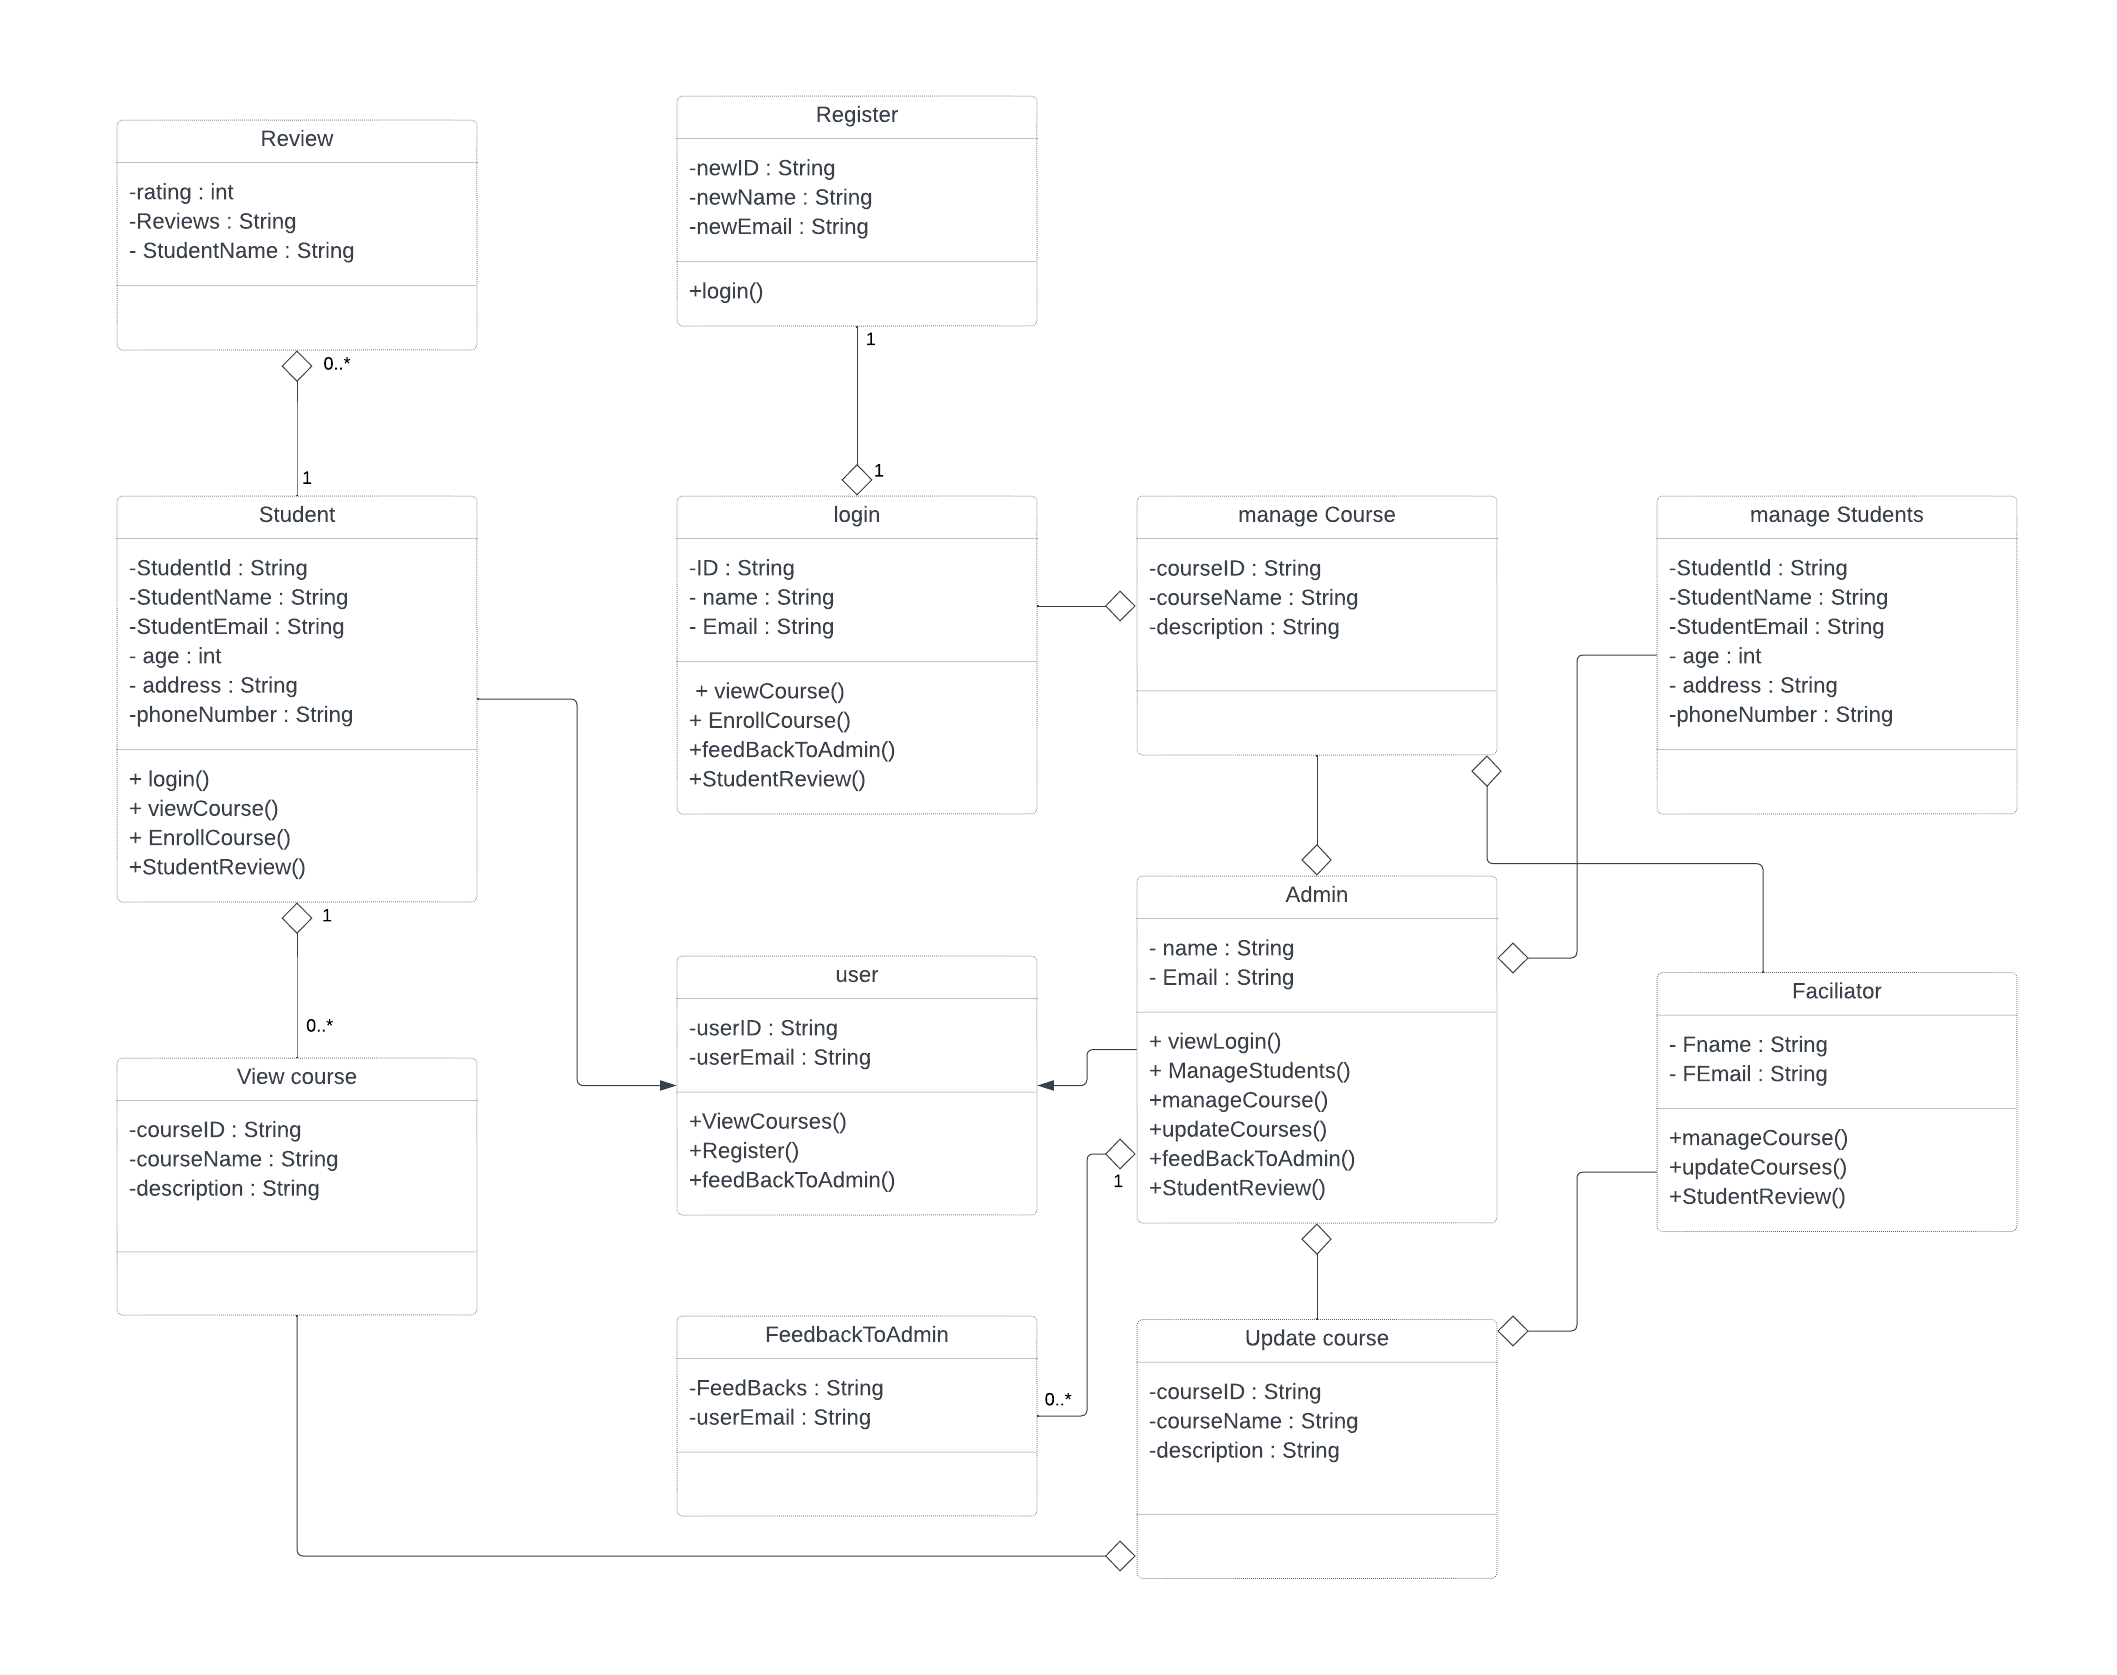 Review
-rating : int
-Reviews : String
- StudentName : String
0..*
1
Register
-newID : String
-newName : String
-newEmail : String
+login()
1
1
Student
-StudentId : String
-StudentName : String
-StudentEmail : String
- age : int
- address : String
-phoneNumber : String
+ login()
+ viewCourse()
+ EnrollCourse()
+StudentReview()
1
0..*
login
-ID : String
- name : String
- Email : String
+ viewCourse()
+ EnrollCourse()
+feedBackToAdmin()
+StudentReview()
manage Course
-courseID : String
-courseName : String
-description : String
manage Students
-StudentId : String
-StudentName : String
-StudentEmail : String
- age : int
- address : String
-phoneNumber : String
Admin
- name : String
- Email : String
+ viewLogin()
+ ManageStudents()
+manageCourse()
+updateCourses()
+feedBackToAdmin()
+StudentReview()
1
user
-userID : String
-userEmail : String
+ViewCourses()
+Register()
+feedBackToAdmin()
Faciliator
- Fname : String
- FEmail : String
+manageCourse()
+updateCourses()
+StudentReview()
View course
-courseID : String
-courseName : String
-description : String
FeedbackToAdmin
-FeedBacks : String
-userEmail : String
0..*
Update course
-courseID : String
-courseName : String
-description : String